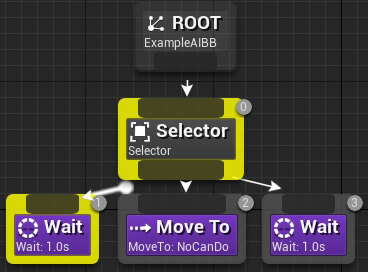 ROOT
ExampleAIBB
0
Selector
Selector
1
2
3
Wait
Wait: 1.0s
Move To
MoveTo: NoCanDo
Wait
Wait: 1.0s